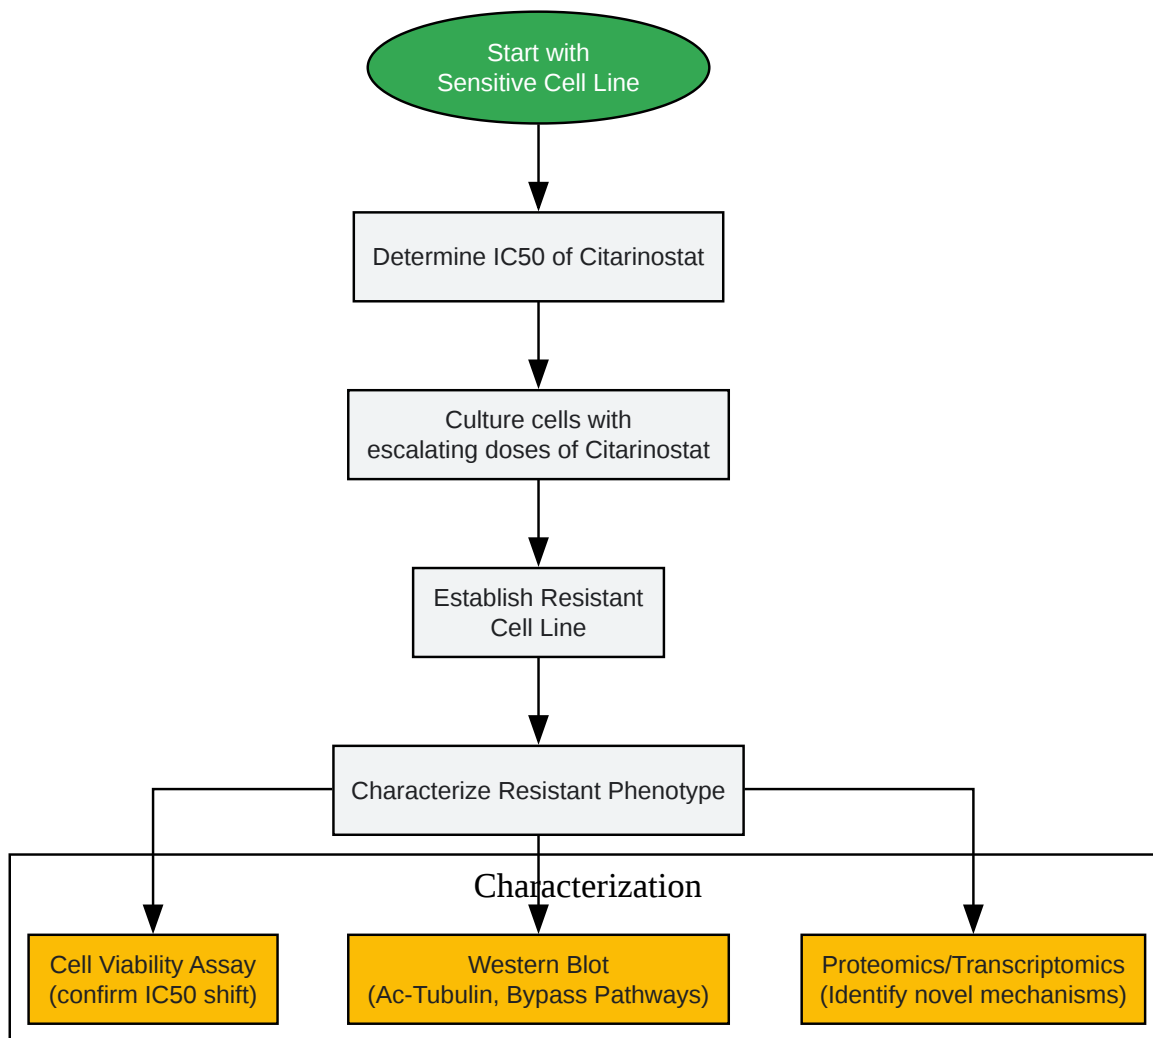 Start with
Sensitive Cell Line
Determine IC50 of Citarinostat
Culture cells with
escalating doses of Citarinostat
Establish Resistant
Cell Line
Characterize Resistant Phenotype
Characterization
Cell Viability Assay
(confirm IC50 shift)
Western Blot
(Ac-Tubulin, Bypass Pathways)
Proteomics/Transcriptomics
(Identify novel mechanisms)